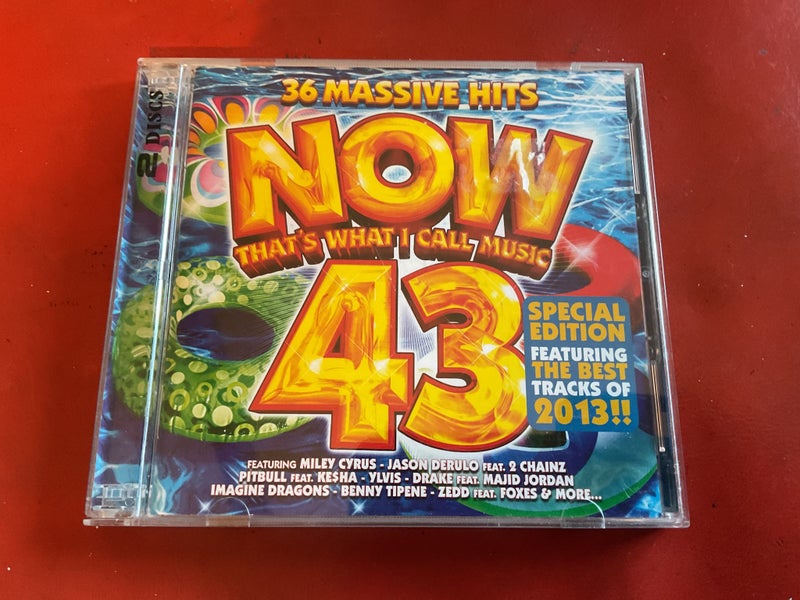 36 MASSIVE HITS
2 DISCS
NOW
THAT'S WHAT I CALL MUSIC
43
SPECIAL
EDITION
FEATURING
THE BEST
TRACKS OF
2013!!
FEATURING MILEY CYRUS - JASON DERULO FEAT. 2 CHAINZ
PITBULL FEAT. KE$HA - YLVIS - DRAKE FEAT. MAJID JORDAN
IMAGINE DRAGONS - BENNY TIPENE - ZEDD FEAT. FOXES & MORE...